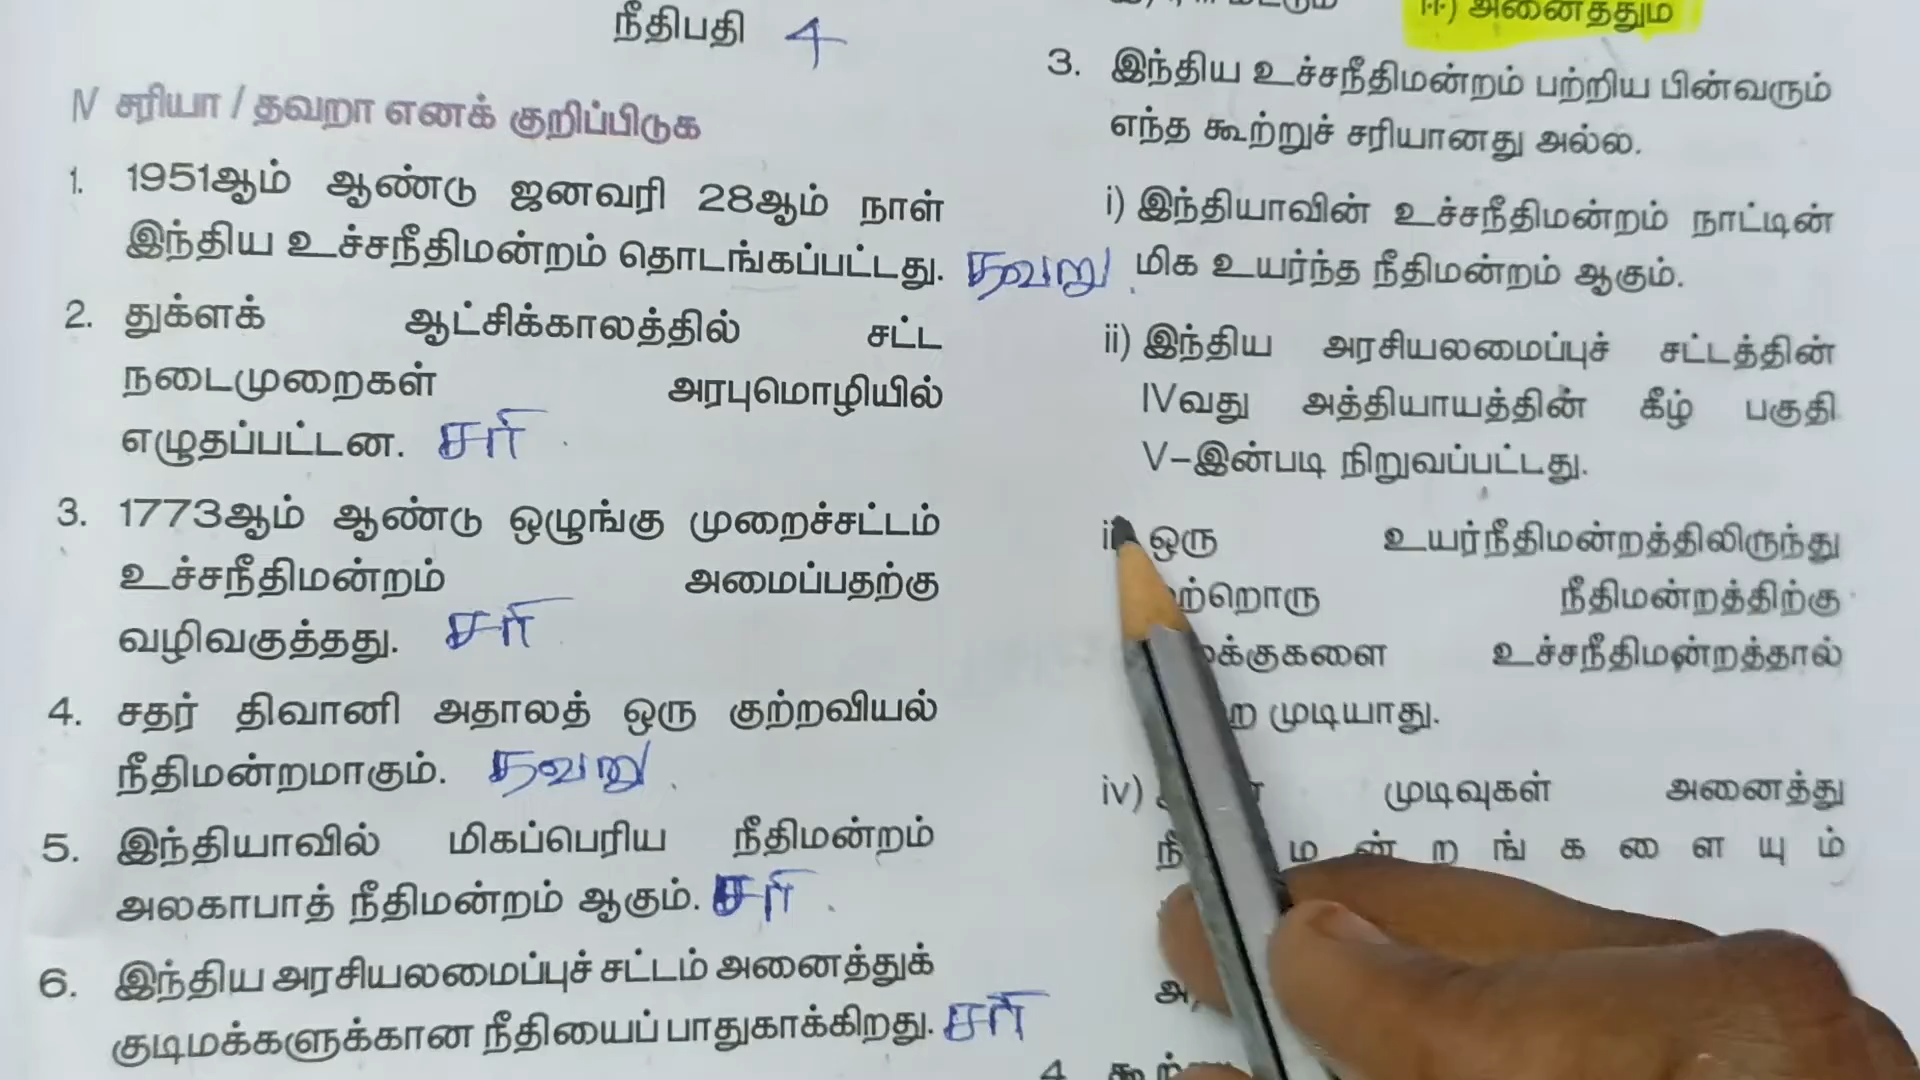 நீதிபதி 4
IV சரியா / தவறா எனக் குறிப்பிடுக
1. 1951ஆம் ஆண்டு ஜனவரி 28ஆம் நாள்
இந்திய உச்சநீதிமன்றம் தொடங்கப்பட்டது. தவறு
2. துக்ளக் ஆட்சிக்காலத்தில் சட்ட
நடைமுறைகள் அரபுமொழியில்
எழுதப்பட்டன. சரி
3. 1773ஆம் ஆண்டு ஒழுங்கு முறைச்சட்டம்
உச்சநீதிமன்றம் அமைப்பதற்கு
வழிவகுத்தது. சரி
4. சதர் திவானி அதாலத் ஒரு குற்றவியல்
நீதிமன்றமாகும். தவறு
5. இந்தியாவில் மிகப்பெரிய நீதிமன்றம்
அலகாபாத் நீதிமன்றம் ஆகும். சரி
6. இந்திய அரசியலமைப்புச் சட்டம் அனைத்துக்
குடிமக்களுக்கான நீதியைப் பாதுகாக்கிறது. சரி
அனைத்தும்
3. இந்திய உச்சநீதிமன்றம் பற்றிய பின்வரும்
எந்த கூற்றுச் சரியானது அல்ல.
i) இந்தியாவின் உச்சநீதிமன்றம் நாட்டின்
மிக உயர்ந்த நீதிமன்றம் ஆகும்.
ii) இந்திய அரசியலமைப்புச் சட்டத்தின்
IVவது அத்தியாயத்தின் கீழ் பகுதி
V-இன்படி நிறுவப்பட்டது.
ஒரு உயர்நீதிமன்றத்திலிருந்து
நீதிமன்றத்திற்கு
உச்சநீதிமன்றத்தால்
முடியாது.
iv) முடிவுகள் அனைத்து
4.